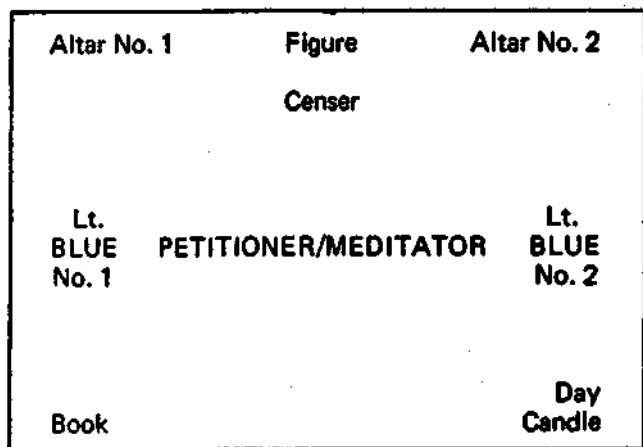 Altar No. 1 Figure Altar No. 2
Censer
Lt. BLUE No. 1
PETITIONER/MEDITATOR
Lt. BLUE No. 2
Book
Day Candle